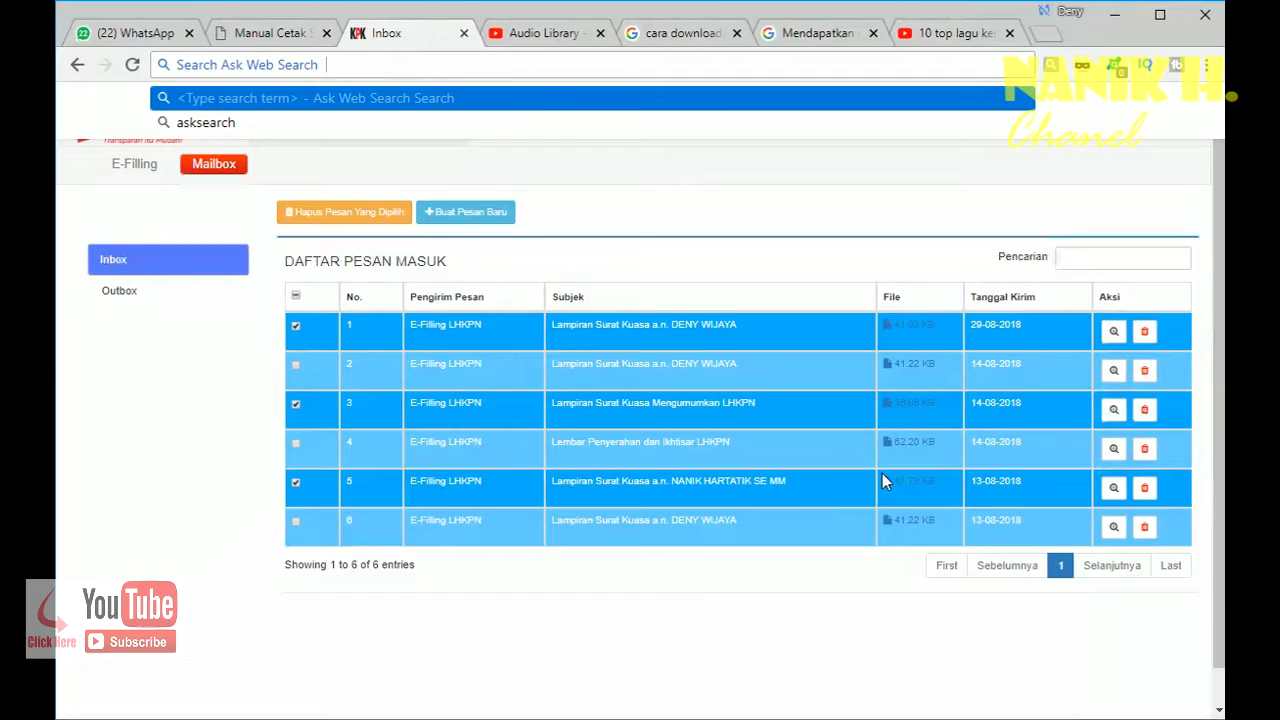 Deny
(22) WhatsApp
Manual Cetak S
Inbox
Audio Library -
cara download
Mendapatkan
10 top lagu ke
Search Ask Web Search
<Type search term> - Ask Web Search Search
asksearch
NANIK H.
Chanel
Transparan Itu Mudah!
E-Filling
Mailbox
Hapus Pesan Yang Dipilih
Buat Pesan Baru
Inbox
Outbox
DAFTAR PESAN MASUK
Pencarian
No. Pengirim Pesan Subjek File Tanggal Kirim Aksi
1 E-Filling LHKPN Lampiran Surat Kuasa a.n. DENY WIJAYA 41.92 KB 29-08-2018
2 E-Filling LHKPN Lampiran Surat Kuasa a.n. DENY WIJAYA 41.22 KB 14-08-2018
3 E-Filling LHKPN Lampiran Surat Kuasa Mengumumkan LHKPN KB 14-08-2018
4 E-Filling LHKPN Lembar Penyerahan dan Ikhtisar LHKPN 62.20 KB 14-08-2018
5 E-Filling LHKPN Lampiran Surat Kuasa a.n. NANIK HARTATIK SE MM KB 13-08-2018
6 E-Filling LHKPN Lampiran Surat Kuasa a.n. DENY WIJAYA 41.22 KB 13-08-2018
Showing 1 to 6 of 6 entries
First Sebelumnya 1 Selanjutnya Last
YouTube
Click Here
Subscribe